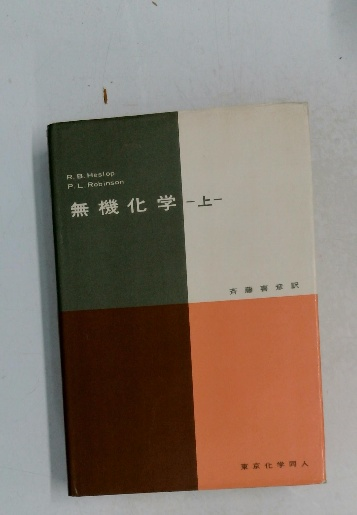 R. B. Heslop
P. L. Robinson
無機化学 -上-
斉藤喜彦訳
東京化学同人